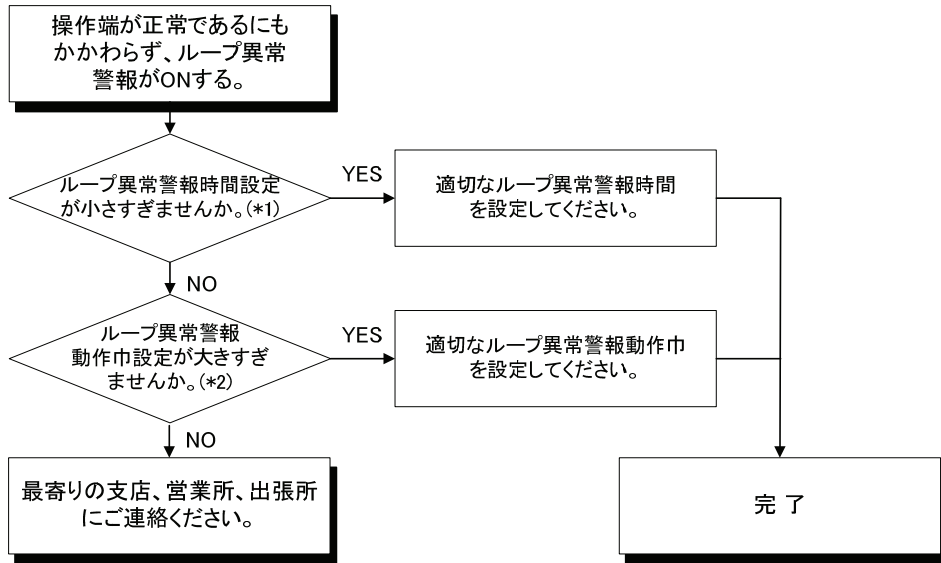 操作端が正常であるにも
かかわらず、ループ異常
警報がONする。
ループ異常警報時間設定
が小さすぎませんか。(*1)
YES
適切なループ異常警報時間
を設定してください。
NO
ループ異常警報
動作巾設定が大きすぎ
ませんか。(*2)
YES
適切なループ異常警報動作巾
を設定してください。
NO
最寄りの支店、営業所、出張所
にご連絡ください。
完 了